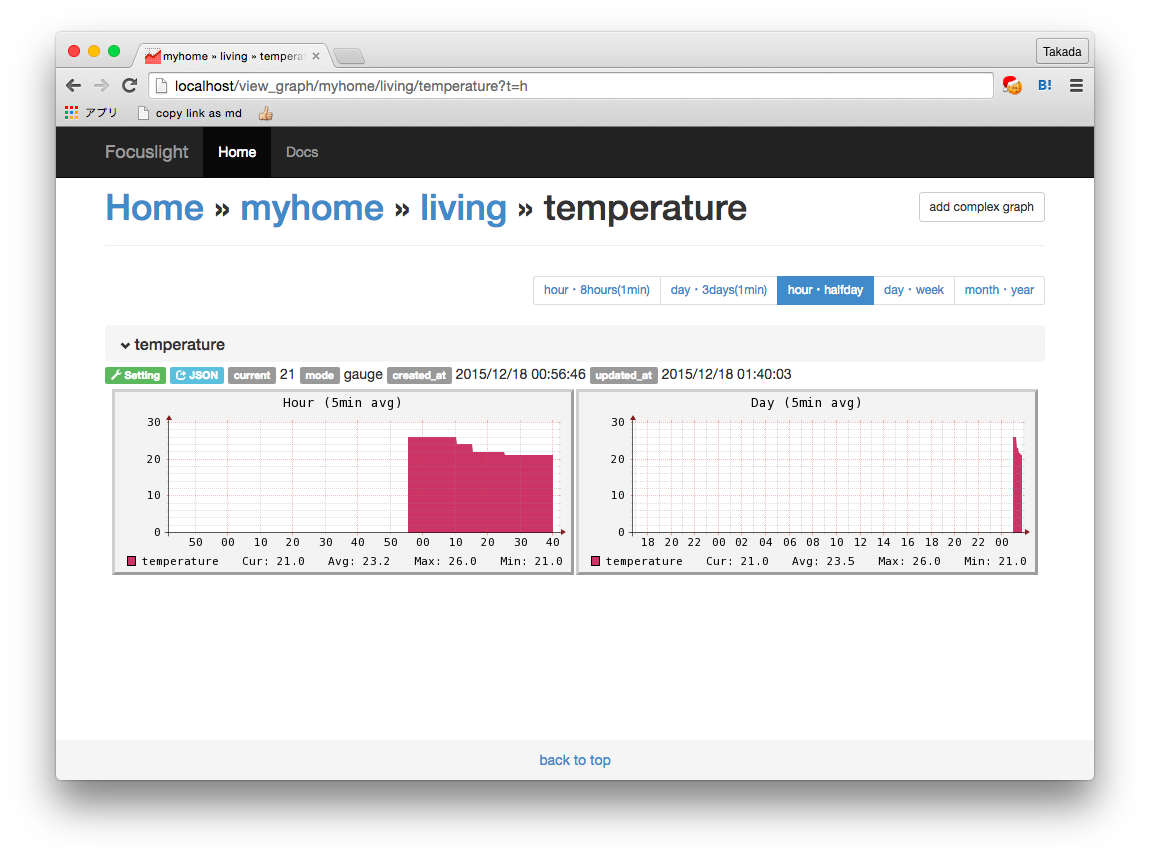 myhome » living » tempera
Takada
localhost/view_graph/myhome/living/temperature?t=h
B!
アプリ copy link as md
Focuslight Home Docs
Home » myhome » living » temperature
add complex graph
hour・8hours(1min) day・3days(1min) hour・halfday day・week month・year
temperature
Setting JSON current 21 mode gauge created_at 2015/12/18 00:56:46 updated_at 2015/12/18 01:40:03
Hour (5min avg)
30
20
10
0
50 00 10 20 30 40 50 00 10 20 30 40
temperature Cur: 21.0 Avg: 23.2 Max: 26.0 Min: 21.0
Day (5min avg)
30
20
10
0
18 20 22 00 02 04 06 08 10 12 14 16 18 20 22 00
temperature Cur: 21.0 Avg: 23.5 Max: 26.0 Min: 21.0
back to top